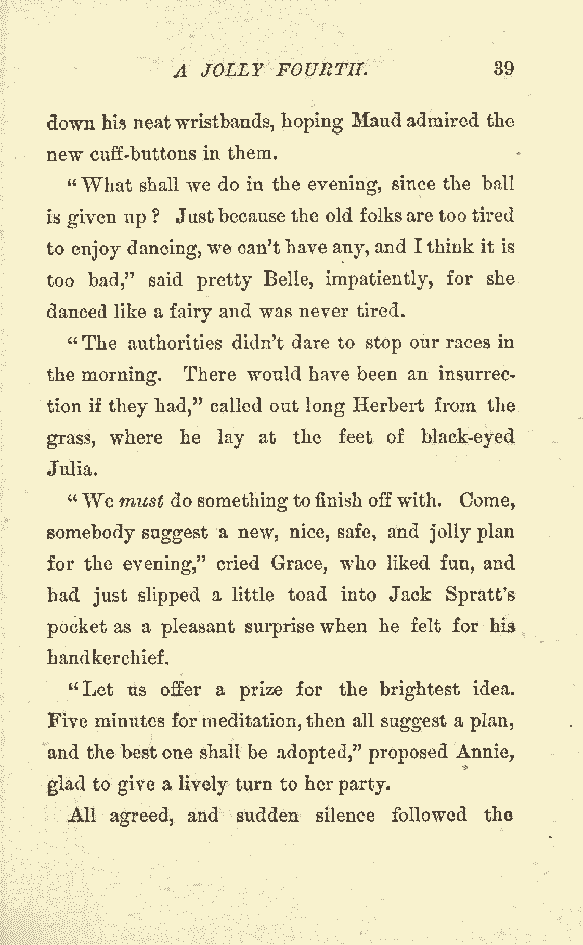 A JOLLY FOURTH. 39
down his neat wristbands, hoping Maud admired the
new cuff-buttons in them.
“What shall we do in the evening, since the ball
is given up? Just because the old folks are too tired
to enjoy dancing, we can’t have any, and I think it is
too bad,” said pretty Belle, impatiently, for she
danced like a fairy and was never tired.
“The authorities didn’t dare to stop our races in
the morning. There would have been an insurrec-
tion if they had,” called out long Herbert from the
grass, where he lay at the feet of black-eyed
Julia.
“We must do something to finish off with. Come,
somebody suggest a new, nice, safe, and jolly plan
for the evening,” cried Grace, who liked fun, and
had just slipped a little toad into Jack Spratt’s
pocket as a pleasant surprise when he felt for his
handkerchief.
“Let us offer a prize for the brightest idea.
Five minutes for meditation, then all suggest a plan,
and the best one shall be adopted,” proposed Annie,
glad to give a lively turn to her party.
All agreed, and sudden silence followed the